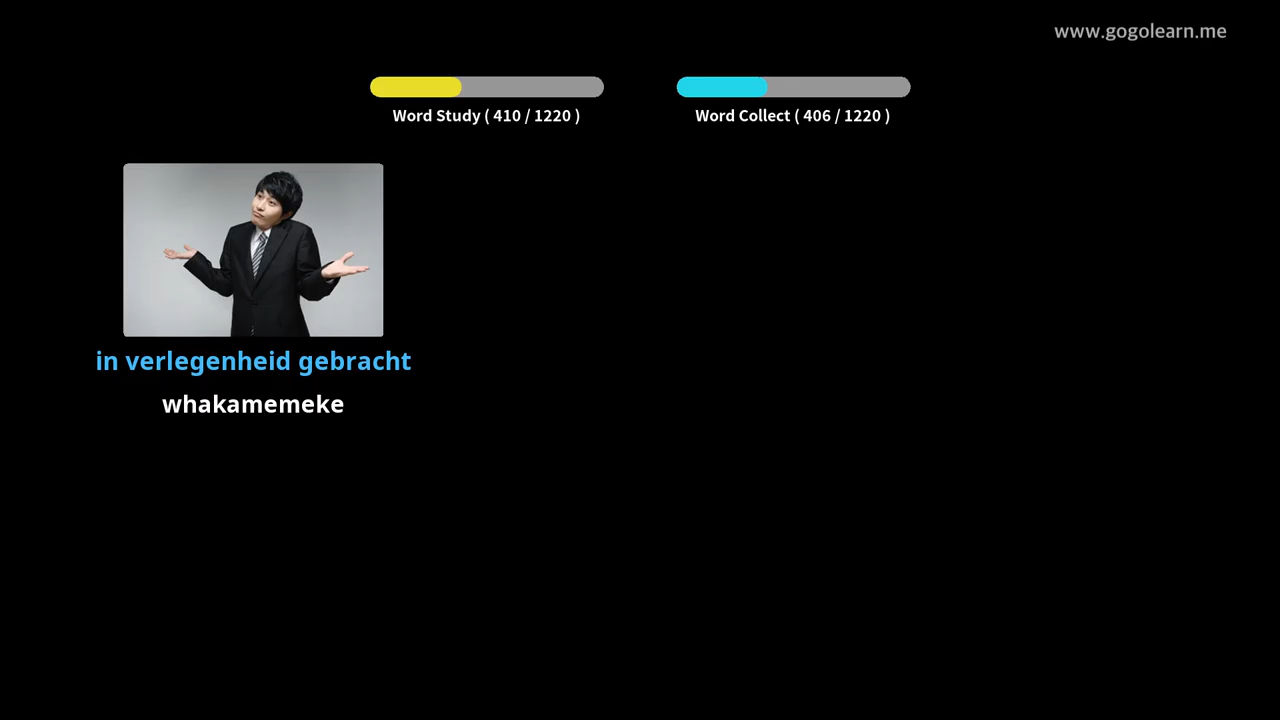 www.gogolearn.me
Word Study ( 410 / 1220 )
Word Collect ( 406 / 1220 )
in verlegenheid gebracht
whakamemeke